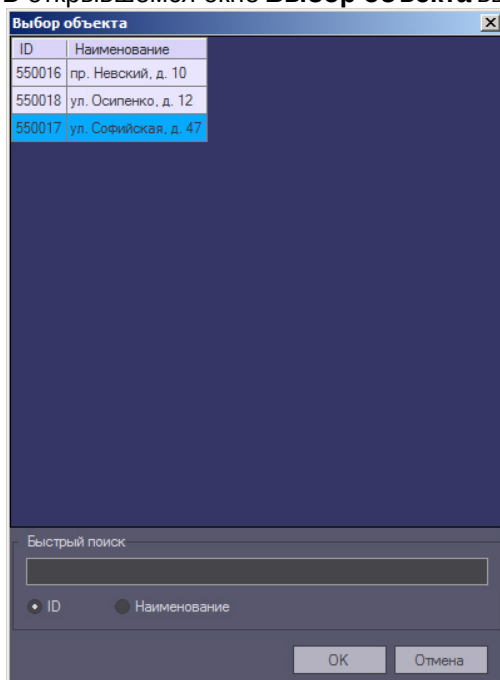 В открывшемся окне Выбор объекта
Выбор объекта
ID Наименование
550016 пр. Невский, д. 10
550018 ул. Осипенко, д. 12
550017 ул. Софийская, д. 47
Быстрый поиск
ID Наименование
OK Отмена